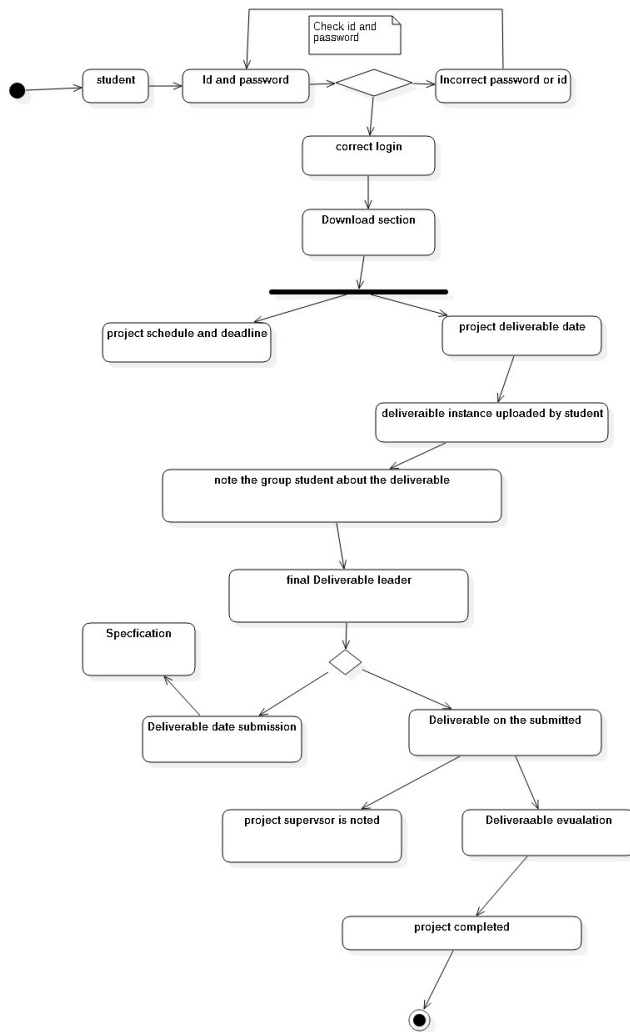 Check id and
password
student
Id and password
Incorrect password or id
correct login
Download section
project schedule and deadline
project deliverable date
deliveraible instance uploaded by student
note the group student about the deliverable
final Deliverable leader
Specfication
Deliverable date submission
Deliverable on the submitted
project supervsor is noted
Deliveraable evualation
project completed